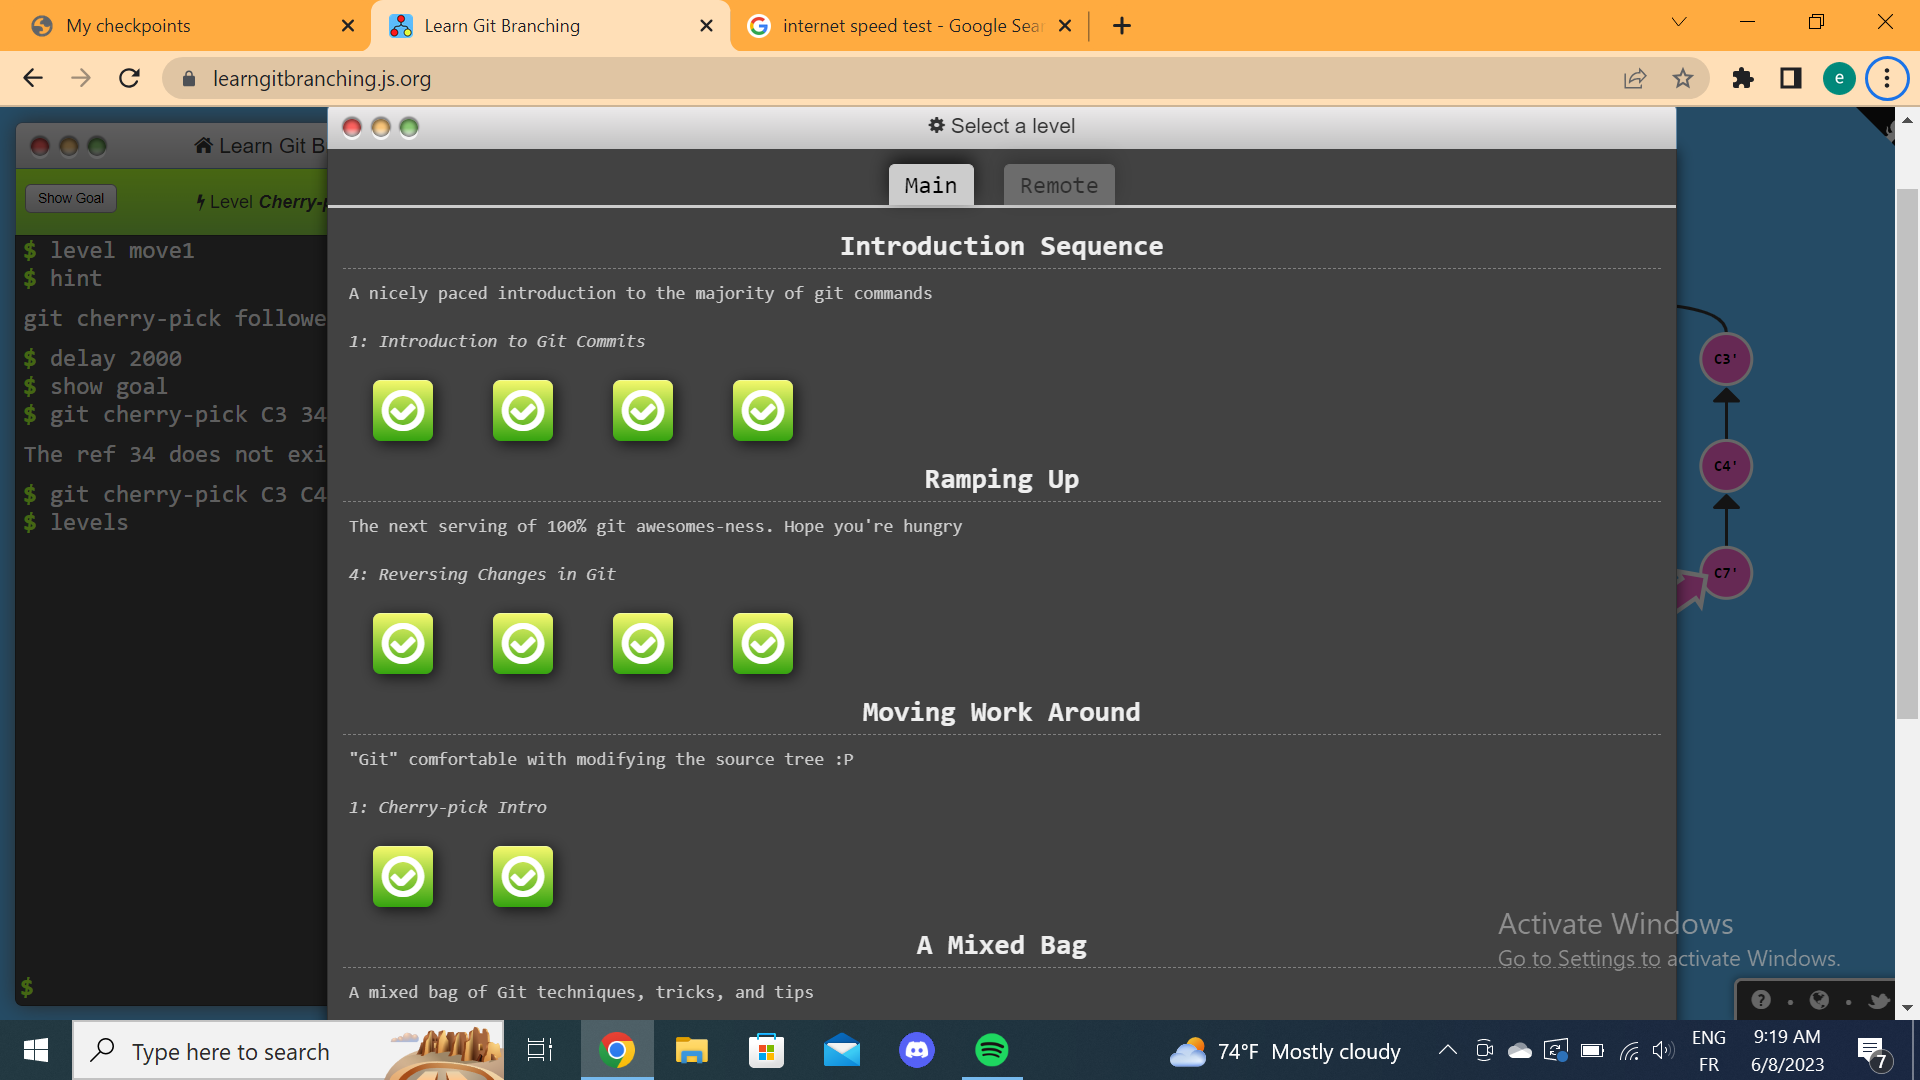 My checkpoints
Learn Git Branching
internet speed test - Google Sear
learngitbranching.js.org
e
Select a level
Learn Git B
Main
Remote
Show Goal
Level Cherry-p
Introduction Sequence
$ level move1
$ hint
A nicely paced introduction to the majority of git commands
git cherry-pick followe
1: Introduction to Git Commits
$ delay 2000
$ show goal
$ git cherry-pick C3 34
The ref 34 does not exi
$ git cherry-pick C3 C4
$ levels
Ramping Up
The next serving of 100% git awesomes-ness. Hope you're hungry
4: Reversing Changes in Git
Moving Work Around
"Git" comfortable with modifying the source tree :P
1: Cherry-pick Intro
A Mixed Bag
A mixed bag of Git techniques, tricks, and tips
$
C3'
C4'
C7'
Activate Windows
Go to Settings to activate Windows.
Type here to search
74°F Mostly cloudy
ENG
FR
9:19 AM
6/8/2023
7